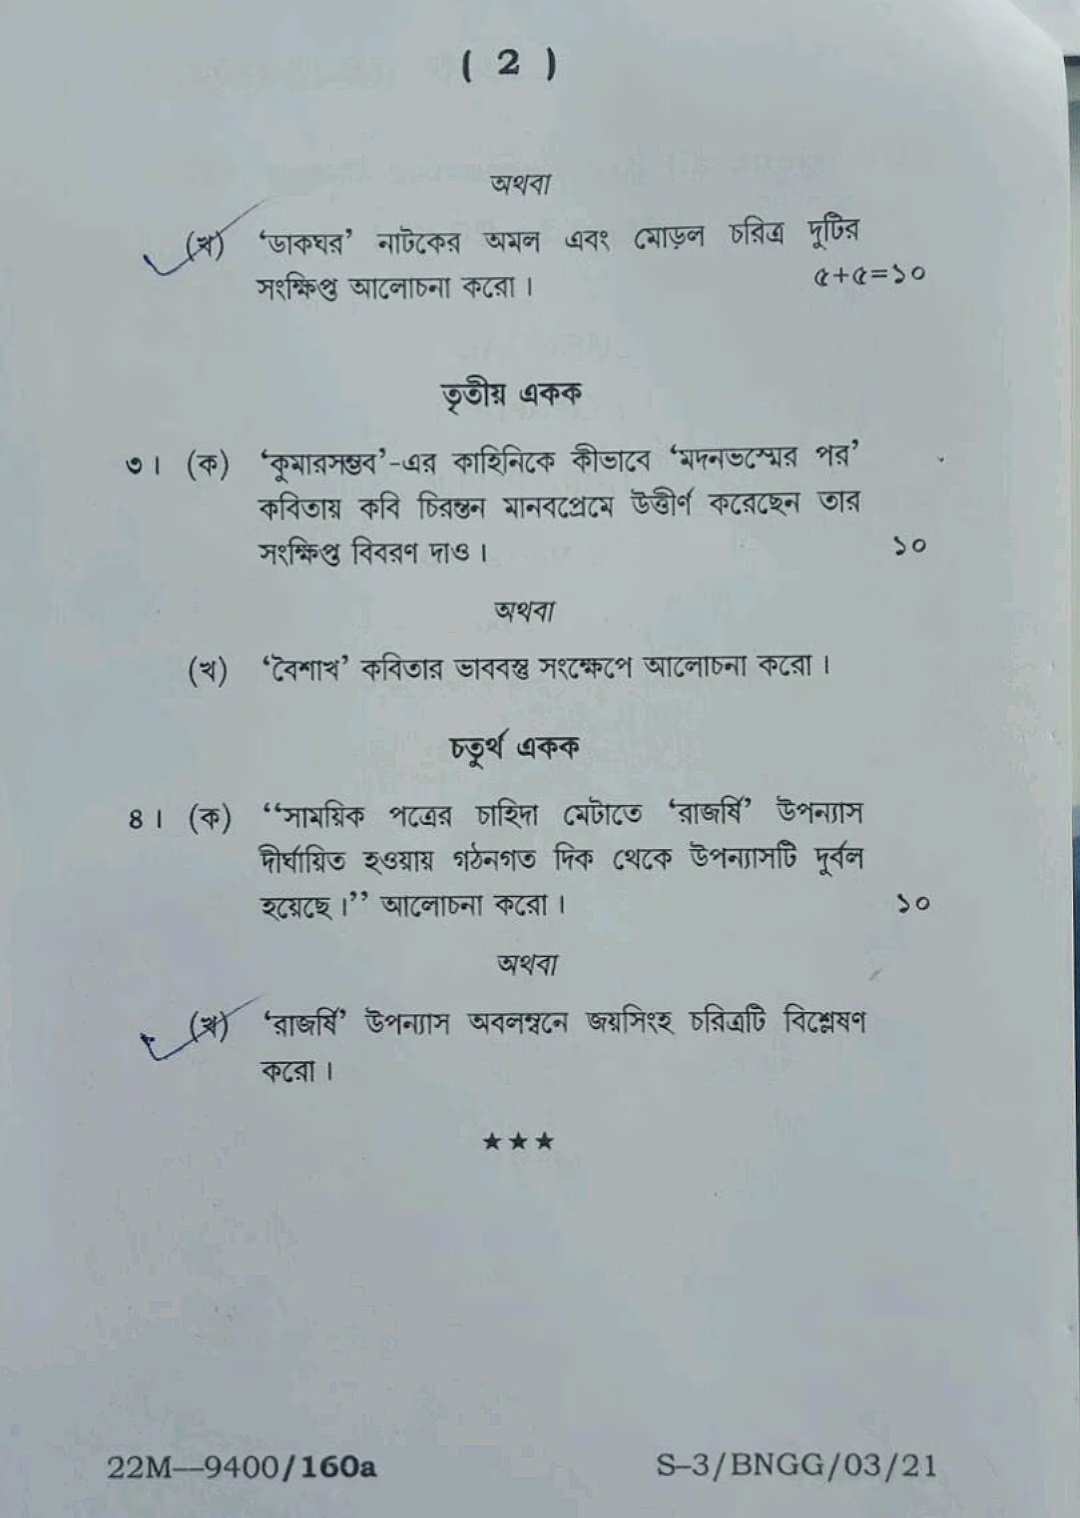 ( 2 )
অথবা
(খ) ‘ডাকঘর’ নাটকের অমল এবং মোড়ল চরিত্র দুটির
সংক্ষিপ্ত আলোচনা করো। ৫+৫=১০
তৃতীয় একক
৩। (ক) ‘কুমারসম্ভব’-এর কাহিনিকে কীভাবে ‘মদনভস্মের পর’
কবিতায় কবি চিরন্তন মানবপ্রেমে উত্তীর্ণ করেছেন তার
সংক্ষিপ্ত বিবরণ দাও। ১০
অথবা
(খ) ‘বৈশাখ’ কবিতার ভাববস্তু সংক্ষেপে আলোচনা করো।
চতুর্থ একক
৪। (ক) “সাময়িক পত্রের চাহিদা মেটাতে ‘রাজর্ষি’ উপন্যাস
দীর্ঘায়িত হওয়ায় গঠনগত দিক থেকে উপন্যাসটি দুর্বল
হয়েছে।” আলোচনা করো। ১০
অথবা
(খ) ‘রাজর্ষি’ উপন্যাস অবলম্বনে জয়সিংহ চরিত্রটি বিশ্লেষণ
করো।
★★★
22M—9400/160a S-3/BNGG/03/21